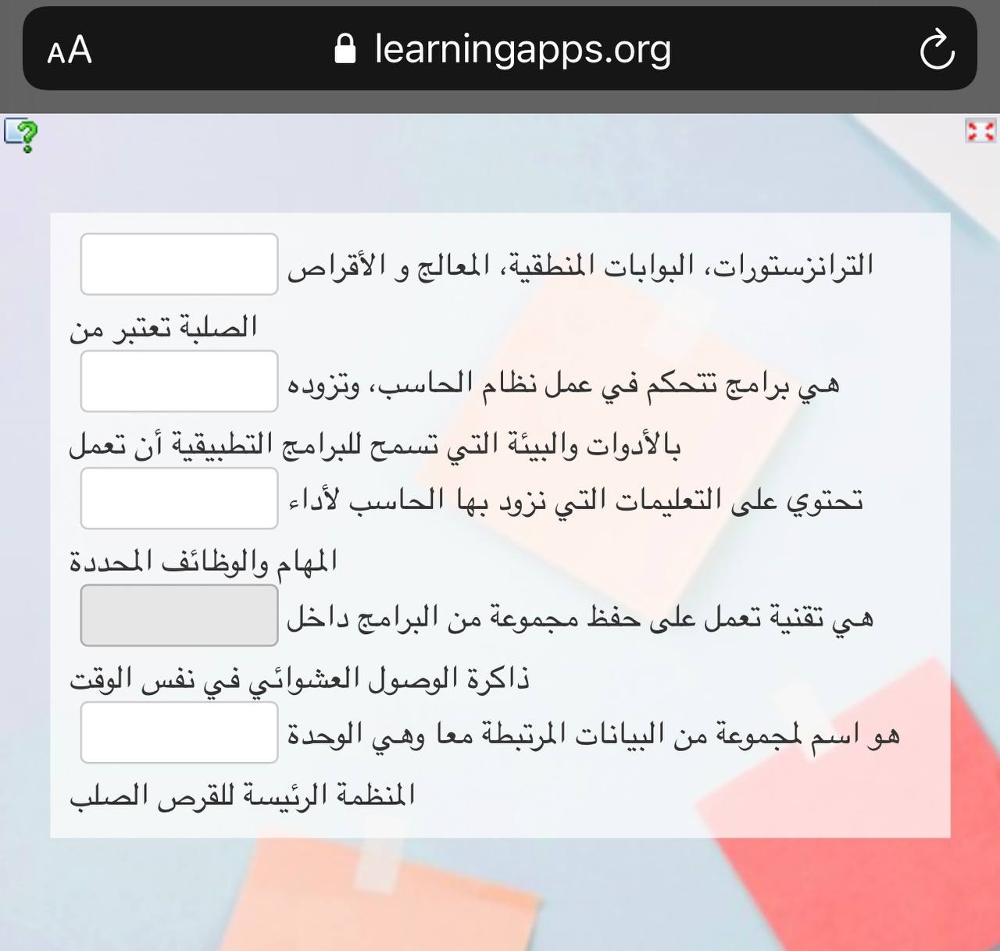 AA learningapps.org
الترانزستورات، البوابات المنطقية، المعالج و الأقراص
الصلبة تعتبر من
هي برامج تتحكم في عمل نظام الحاسب، وتزوده
بالأدوات والبيئة التي تسمح للبرامج التطبيقية أن تعمل
تحتوي على التعليمات التي نزود بها الحاسب لأداء
المهام والوظائف المحددة
هي تقنية تعمل على حفظ مجموعة من البرامج داخل
ذاكرة الوصول العشوائي في نفس الوقت
هو اسم لمجموعة من البيانات المرتبطة معا وهي الوحدة
المنظمة الرئيسة للقرص الصلب